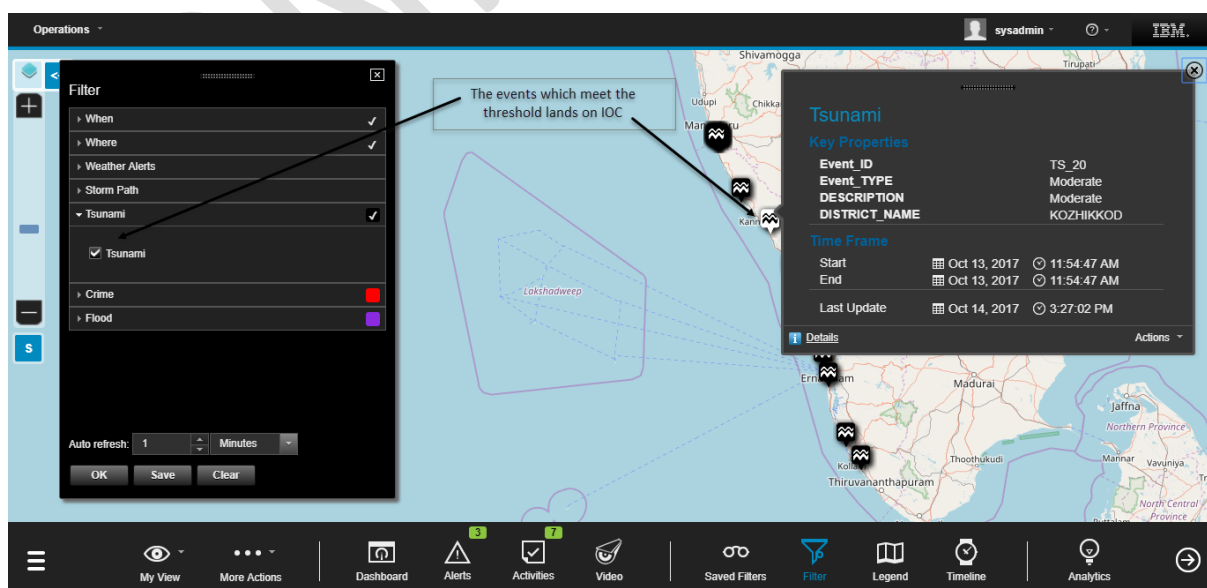 Operations
sysadmin
IBM.
Filter
When
Where
Weather Alerts
Storm Path
Tsunami
Tsunami
Crime
Flood
Auto refresh: 1 Minutes
OK Save Clear
S
The events which meet the
threshold lands on IOC
Shivamogga
Tirupati
Udupi
Lakshadweep
Madurai
Jaffna
Northern Province
Thoothukudi
Mannar
Vavuniya
Thiruvananthapuram
North Central
Province
Tsunami
Key Properties
Event_ID TS_20
Event_TYPE Moderate
DESCRIPTION Moderate
DISTRICT_NAME KOZHIKKOD
Time Frame
Start Oct 13, 2017 11:54:47 AM
End Oct 13, 2017 11:54:47 AM
Last Update Oct 14, 2017 3:27:02 PM
Details Actions
3
7
My View
More Actions
Dashboard
Alerts
Activities
Video
Saved Filters
Filter
Legend
Timeline
Analytics